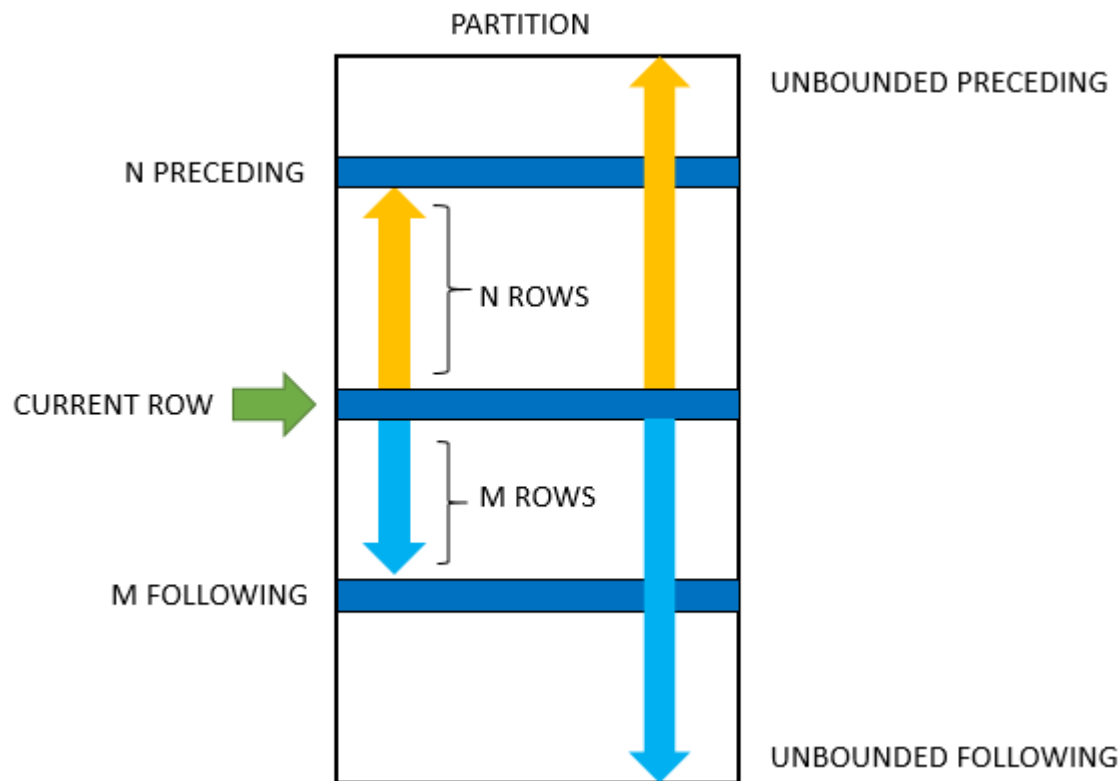 PARTITION
UNBOUNDED PRECEDING
N PRECEDING
N ROWS
CURRENT ROW
M ROWS
M FOLLOWING
UNBOUNDED FOLLOWING